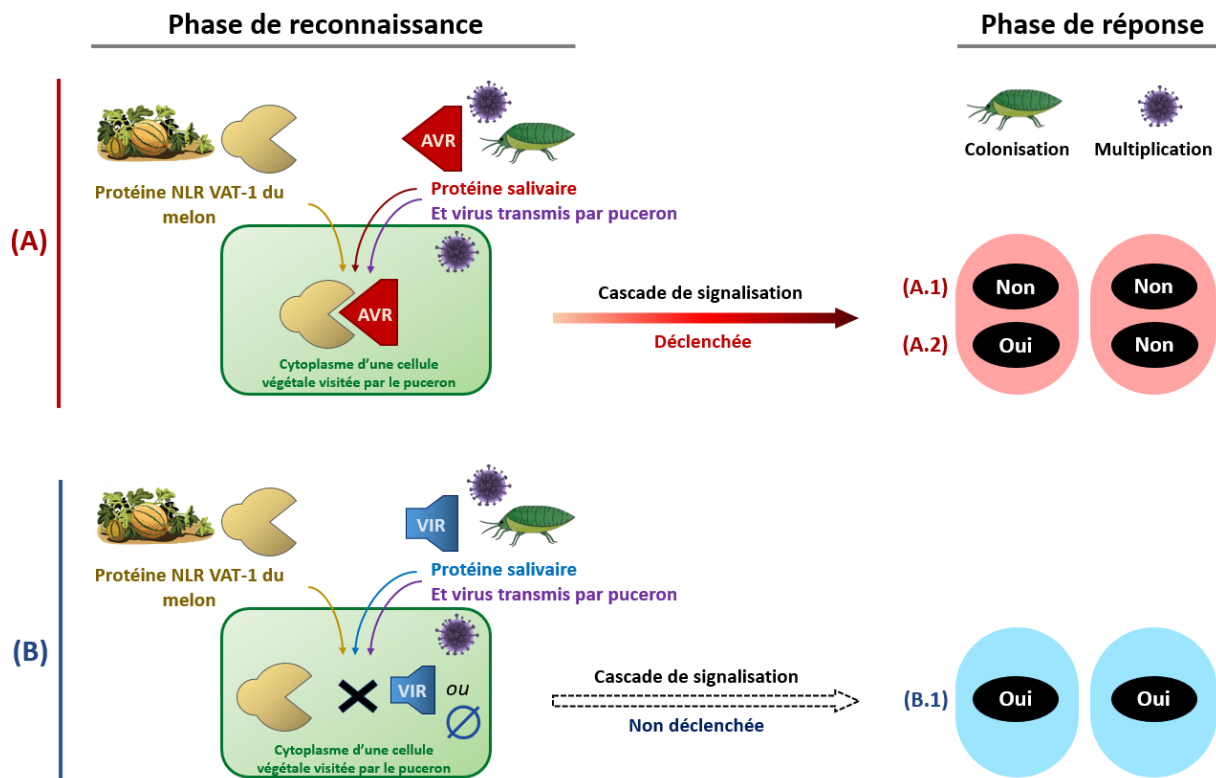 Phase de reconnaissance
Phase de réponse
AVR
Colonisation
Multiplication
Protéine NLR VAT-1 du
melon
Protéine salivaire
Et virus transmis par puceron
(A)
AVR
Cytoplasme d'une cellule
végétale visitée par le puceron
Cascade de signalisation
Déclenchée
(A.1)
Non
Non
(A.2)
Oui
Non
VIR
Protéine NLR VAT-1 du
melon
Protéine salivaire
Et virus transmis par puceron
(B)
VIR
ou
∅
Cytoplasme d'une cellule
végétale visitée par le puceron
Cascade de signalisation
Non déclenchée
(B.1)
Oui
Oui